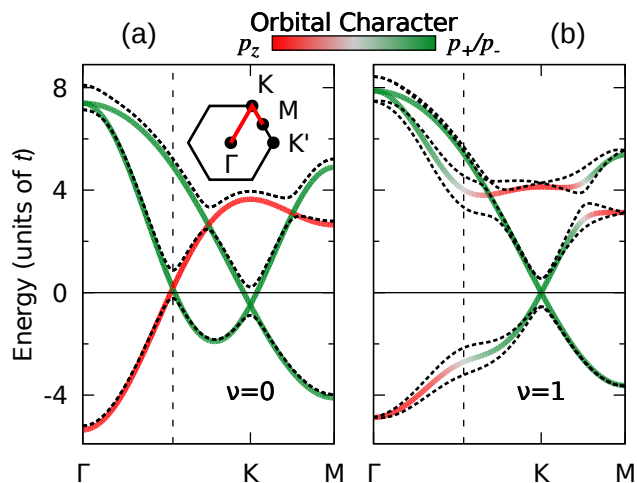 (a) Orbital Character (b)
p_z p_+/p_-
Energy (units of t)
8
4
0
-4
K
M
Γ K'
ν=0 ν=1
Γ K M Γ K M